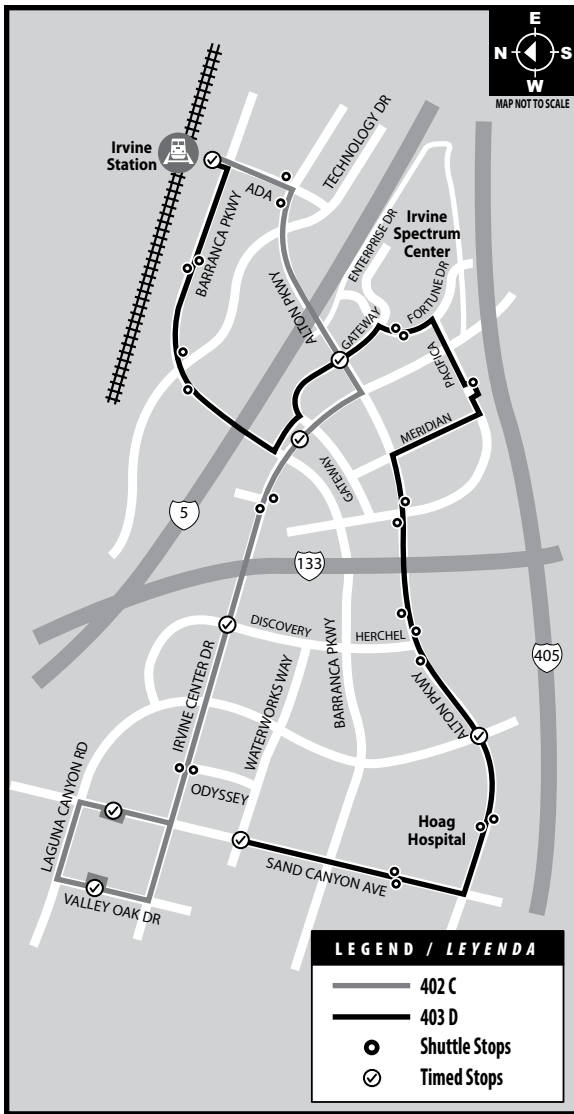 E
N S
W
MAP NOT TO SCALE
Irvine
Station
TECHNOLOGY DR
ADA
BARRANCA PKWY
ALTON PKWY
ENTERPRISE DR
Irvine
Spectrum
Center
FORTUNE DR
GATEWAY
PACIFICA
MERIDIAN
GATEWAY
5
133
405
DISCOVERY
HERCHEL
BARRANCA PKWY
IRVINE CENTER DR
WATERWORKS WAY
ALTON PKWY
LAGUNA CANYON RD
ODYSSEY
Hoag
Hospital
SAND CANYON AVE
VALLEY OAK DR
LEGEND / LEYENDA
402 C
403 D
Shuttle Stops
Timed Stops